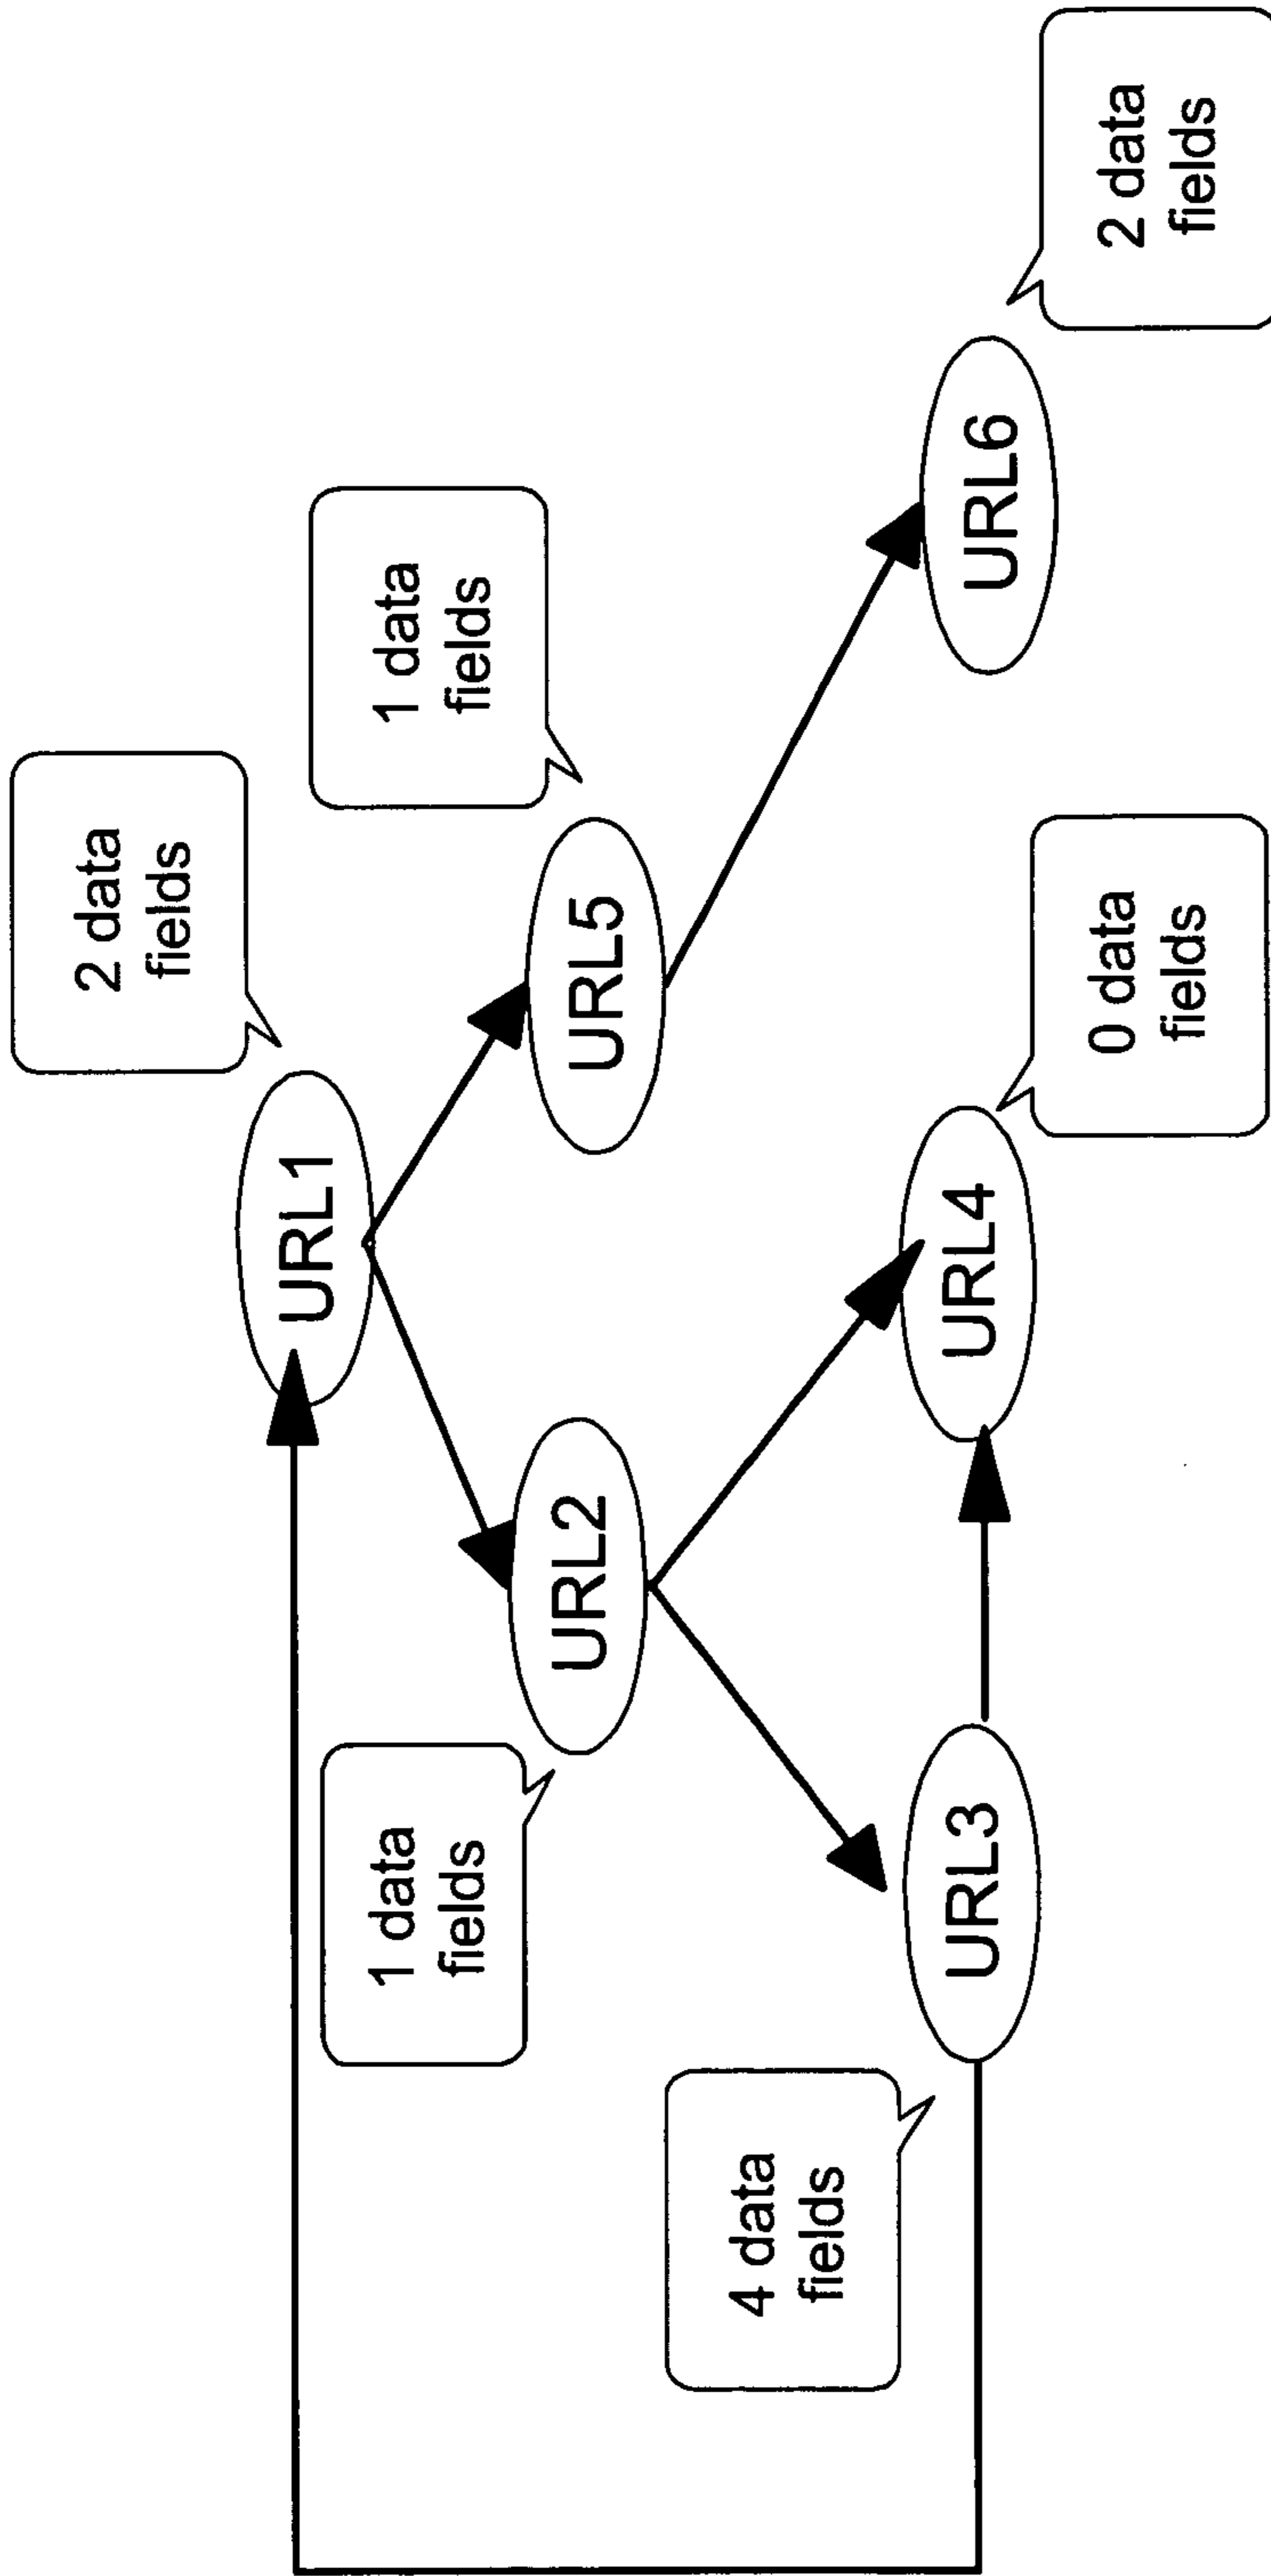 2 data
fields
URL1
1 data
fields
URL2
1 data
fields
URL5
4 data
fields
URL3
URL4
0 data
fields
URL6
2 data
fields